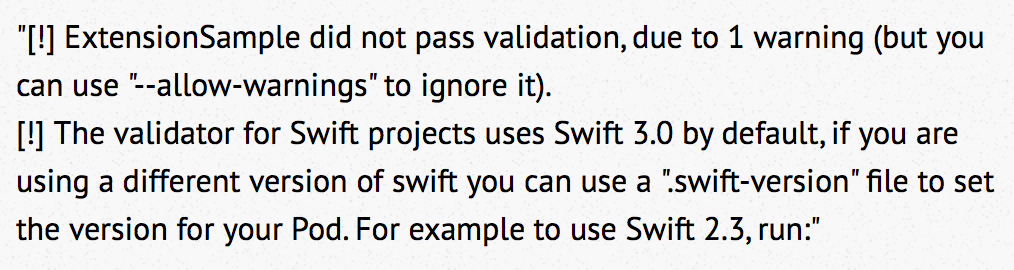 "[!] ExtensionSample did not pass validation, due to 1 warning (but you
can use "--allow-warnings" to ignore it).
[!] The validator for Swift projects uses Swift 3.0 by default, if you are
using a different version of swift you can use a ".swift-version" file to set
the version for your Pod. For example to use Swift 2.3, run:"